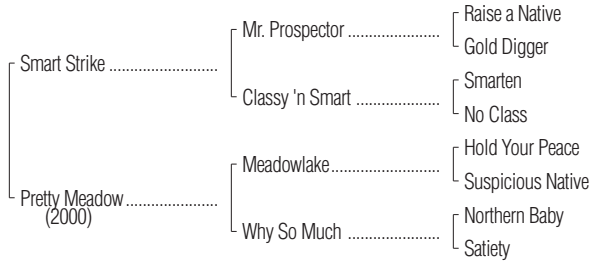 Raise a Native
Mr. Prospector ....................
Gold Digger
Smart Strike ........................
Smarten
Classy 'n Smart ..................
No Class
Hold Your Peace
Meadowlake.......................
Suspicious Native
Pretty Meadow....................
(2000)
Northern Baby
Why So Much ....................
Satiety